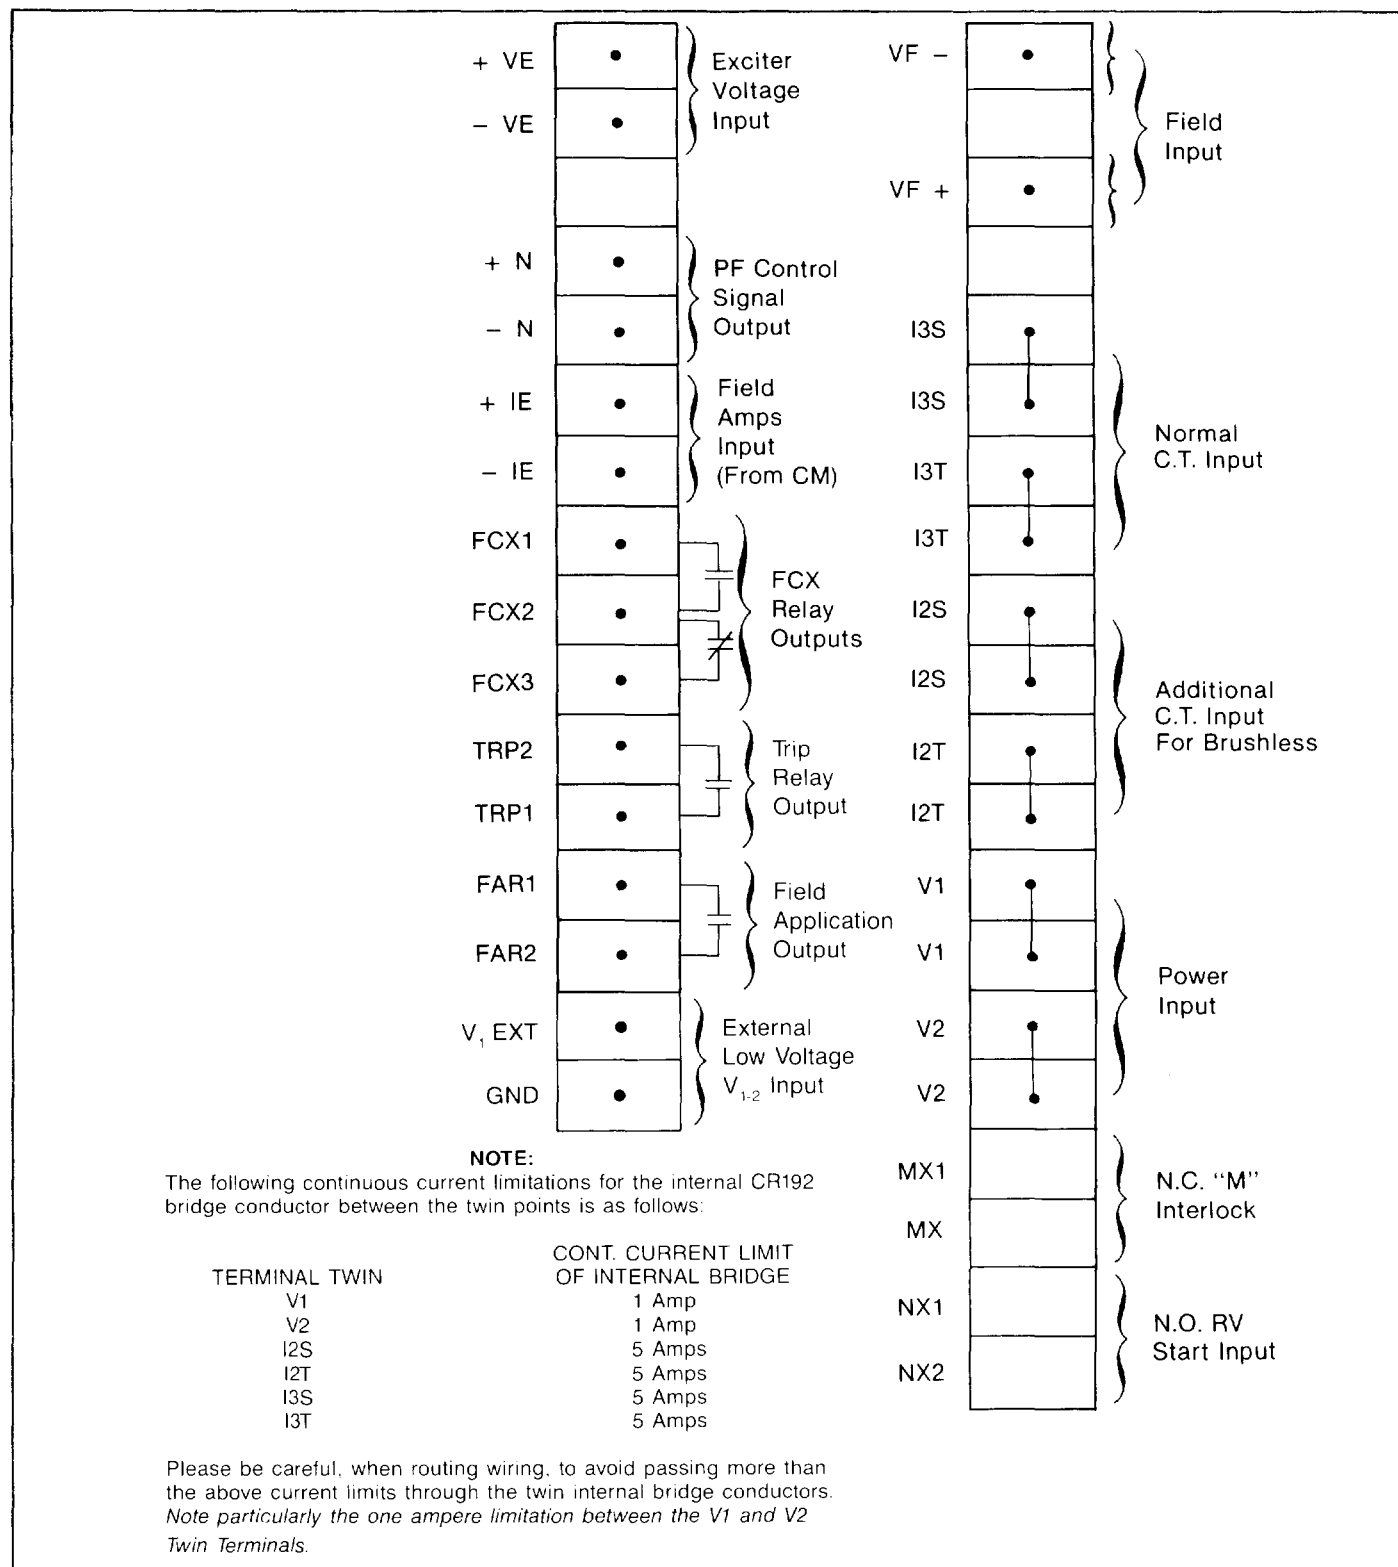 + VE
− VE
Exciter
Voltage
Input
+ N
− N
PF Control
Signal
Output
+ IE
− IE
Field
Amps
Input
(From CM)
FCX1
FCX2
FCX3
FCX
Relay
Outputs
TRP2
TRP1
Trip
Relay
Output
FAR1
FAR2
Field
Application
Output
V₁ EXT
GND
External
Low Voltage
V₁₋₂ Input
VF −
VF +
Field
Input
I3S
I3S
I3T
I3T
Normal
C.T. Input
I2S
I2S
I2T
I2T
Additional
C.T. Input
For Brushless
V1
V1
V2
V2
Power
Input
MX1
MX
N.C. “M”
Interlock
NX1
NX2
N.O. RV
Start Input
NOTE:
The following continuous current limitations for the internal CR192
bridge conductor between the twin points is as follows:
CONT. CURRENT LIMIT
TERMINAL TWIN OF INTERNAL BRIDGE
V1 1 Amp
V2 1 Amp
I2S 5 Amps
I2T 5 Amps
I3S 5 Amps
I3T 5 Amps
Please be careful, when routing wiring, to avoid passing more than
the above current limits through the twin internal bridge conductors.
Note particularly the one ampere limitation between the V1 and V2
Twin Terminals.